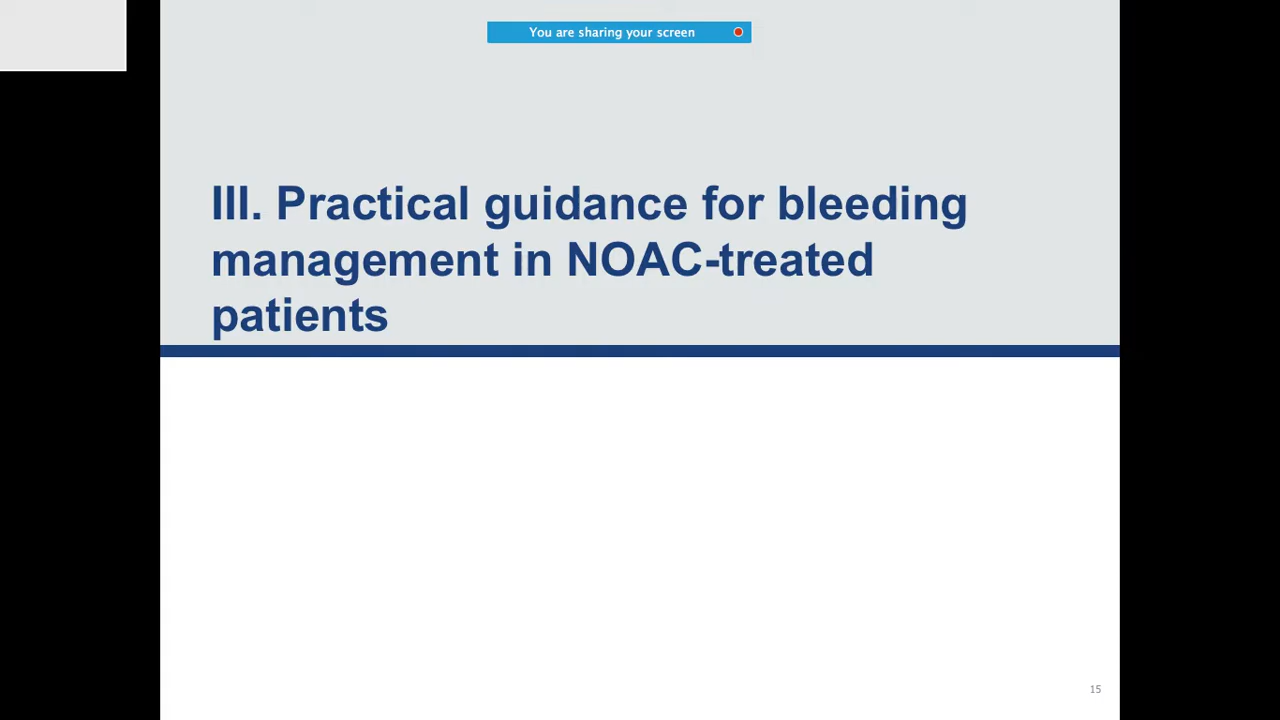 You are sharing your screen
III. Practical guidance for bleeding
management in NOAC-treated
patients
15